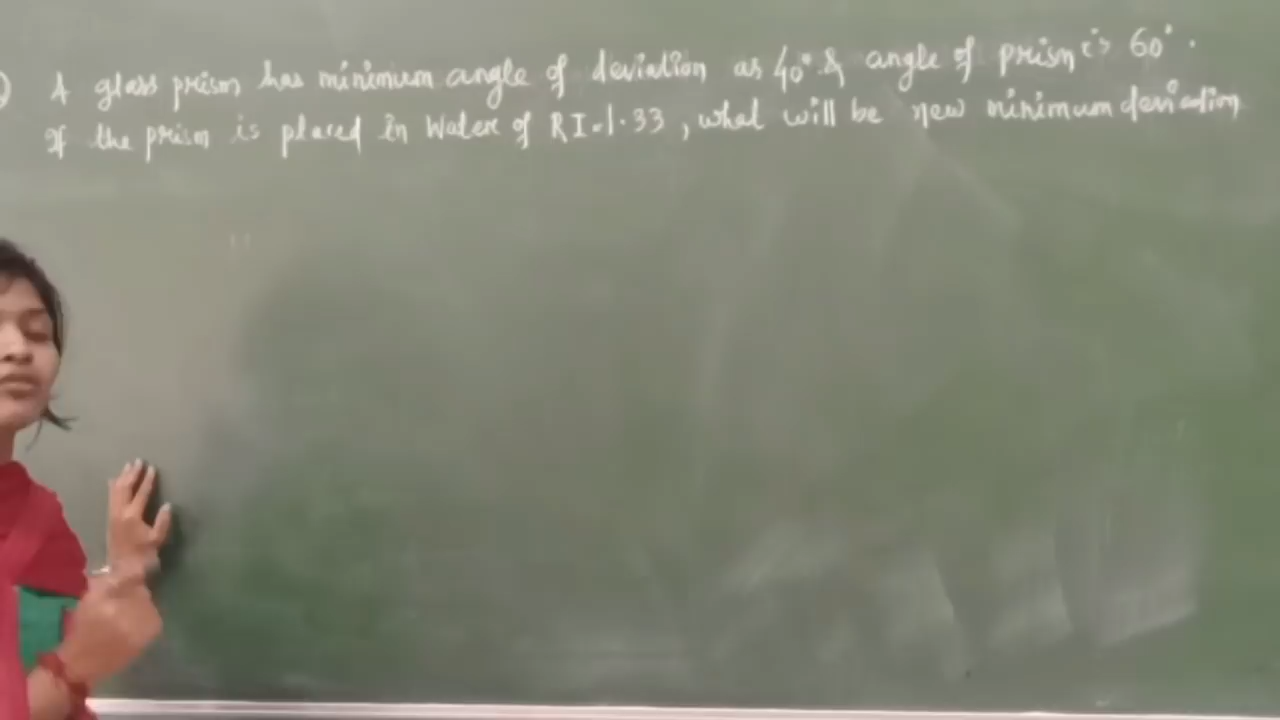 A glass prism has minimum angle of deviation as 40° & angle of prism is 60°.
If the prism is placed in Water of RI = 1.33, what will be new minimum deviation